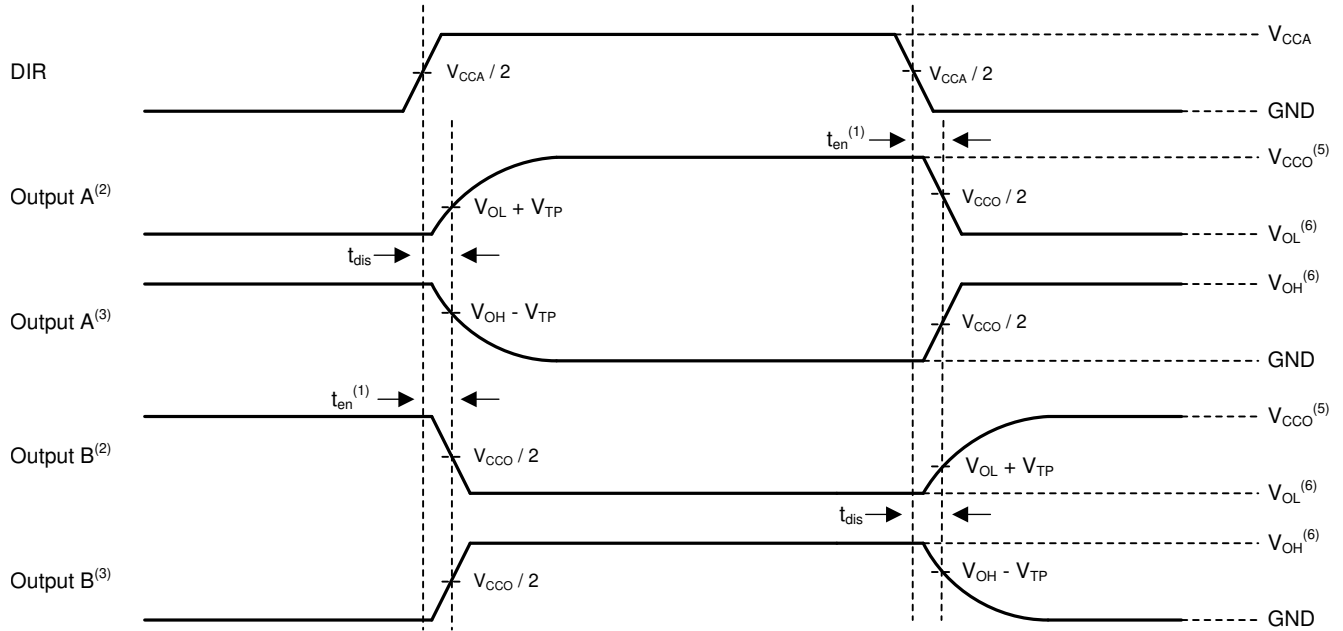 V_CCA
DIR
V_CCA / 2
V_CCA / 2
GND
t_en^(1)
V_CCO^(5)
Output A^(2)
V_CCO / 2
V_OL + V_TP
V_OL^(6)
t_dis
V_OH^(6)
Output A^(3)
V_OH - V_TP
V_CCO / 2
GND
t_en^(1)
V_CCO^(5)
Output B^(2)
V_CCO / 2
V_OL + V_TP
V_OL^(6)
t_dis
V_OH^(6)
Output B^(3)
V_CCO / 2
V_OH - V_TP
GND